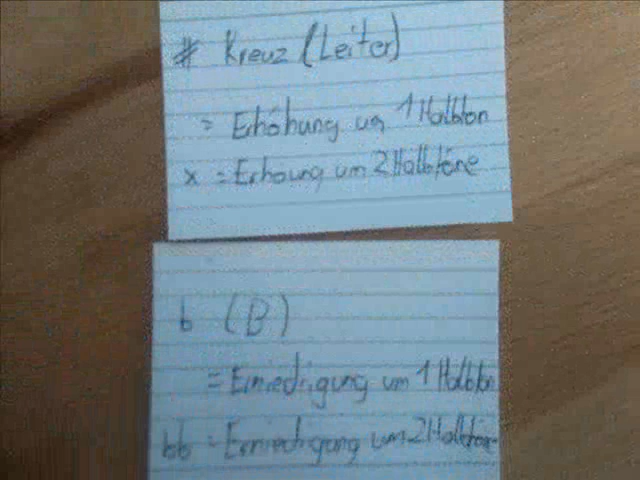 # Kreuz (Leiter)
= Erhöhung um 1 Halbton
x = Erhöung um 2 Halbtöne
b (B)
= Erniedrigung um 1 Halbton
bb = Erniedrigung um 2 Halbtöne